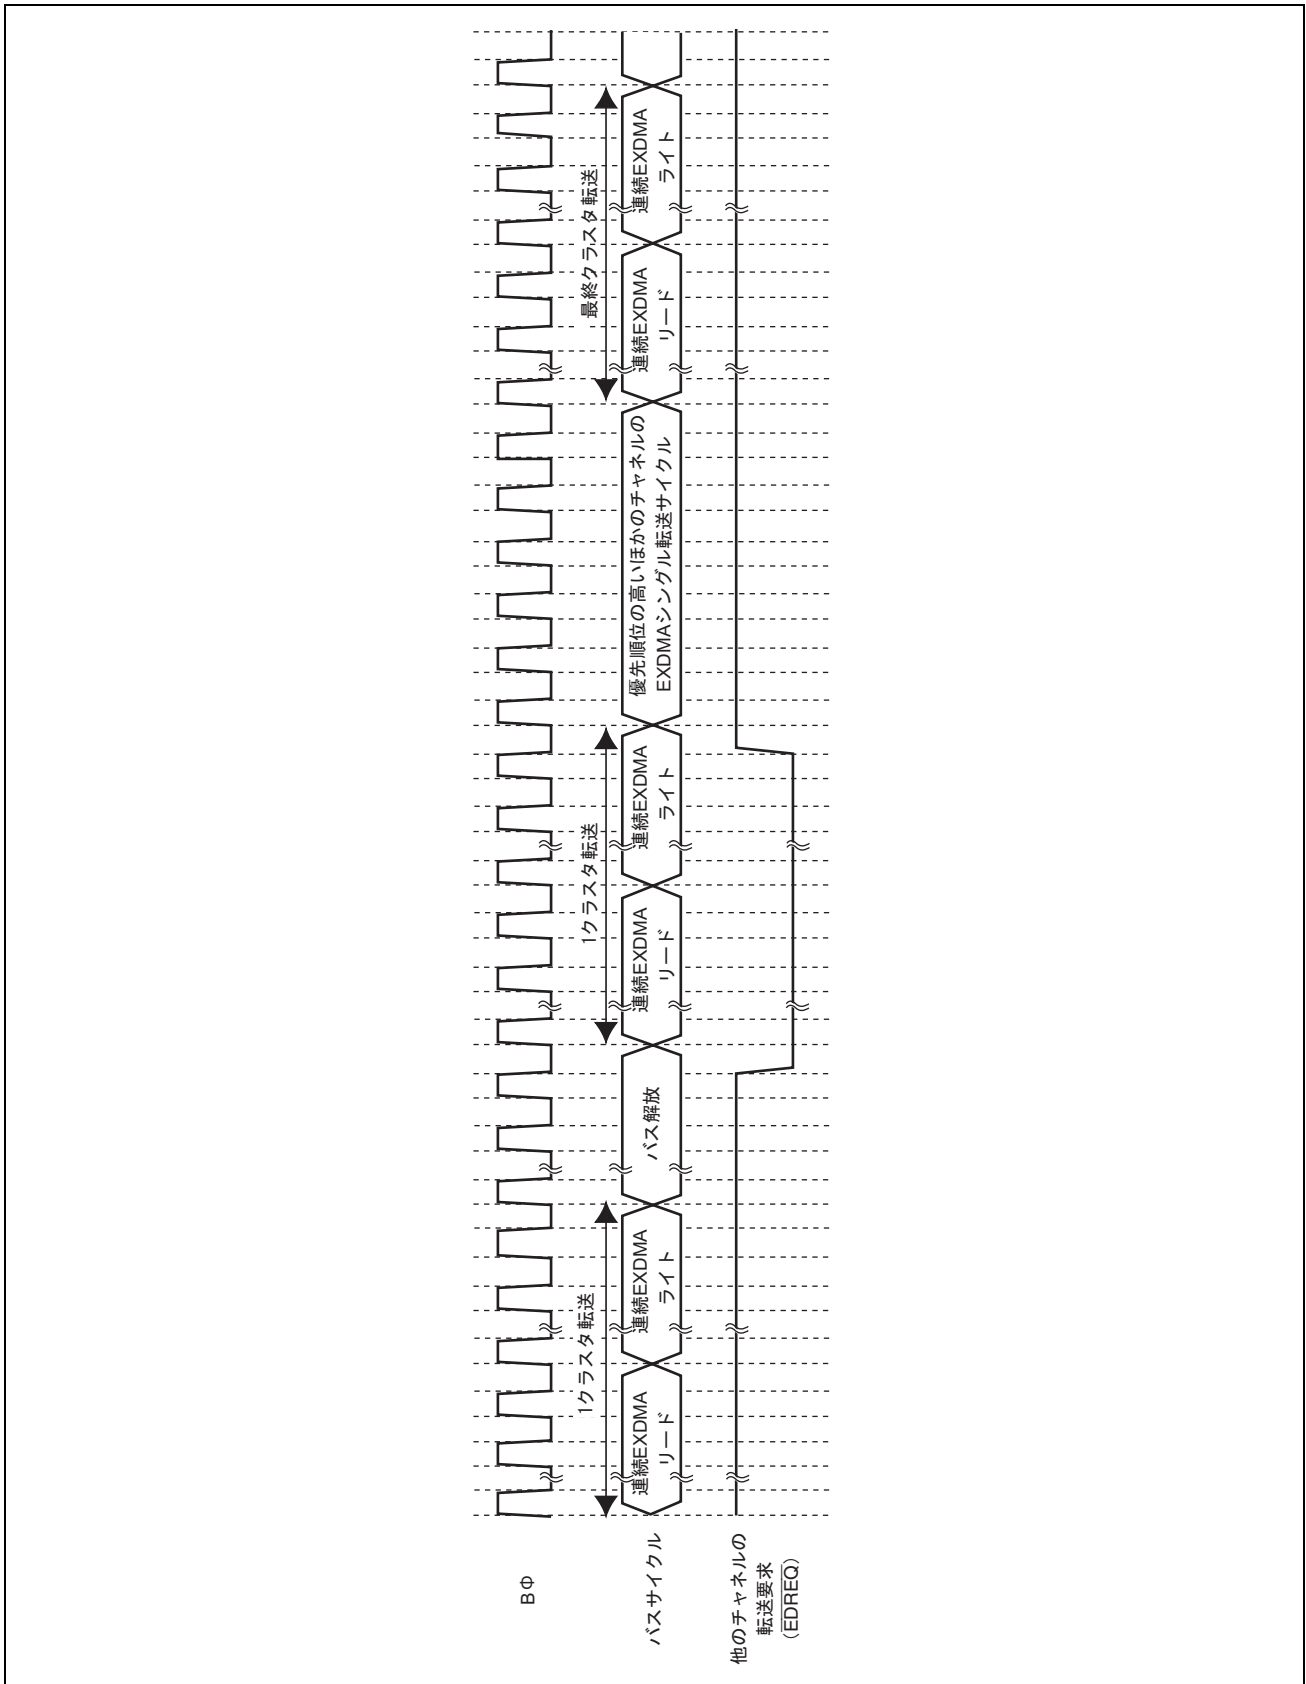 BΦ
1クラスタ転送
1クラスタ転送
最終クラスタ転送
バスサイクル
連続EXDMA
リード
連続EXDMA
ライト
バス解放
連続EXDMA
リード
連続EXDMA
ライト
優先順位の高いほかのチャネルの
EXDMAシングル転送サイクル
連続EXDMA
リード
連続EXDMA
ライト
他のチャネルの
転送要求
(EDREQ)